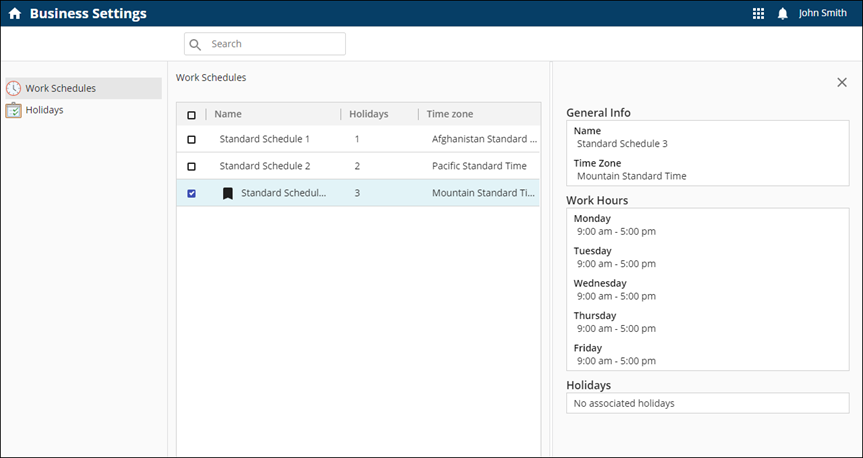 Business Settings
John Smith
Search
Work Schedules
Holidays
Work Schedules
Name Holidays Time zone
Standard Schedule 1 1 Afghanistan Standard ...
Standard Schedule 2 2 Pacific Standard Time
Standard Schedul... 3 Mountain Standard Ti...
General Info
Name
Standard Schedule 3
Time Zone
Mountain Standard Time
Work Hours
Monday
9:00 am - 5:00 pm
Tuesday
9:00 am - 5:00 pm
Wednesday
9:00 am - 5:00 pm
Thursday
9:00 am - 5:00 pm
Friday
9:00 am - 5:00 pm
Holidays
No associated holidays